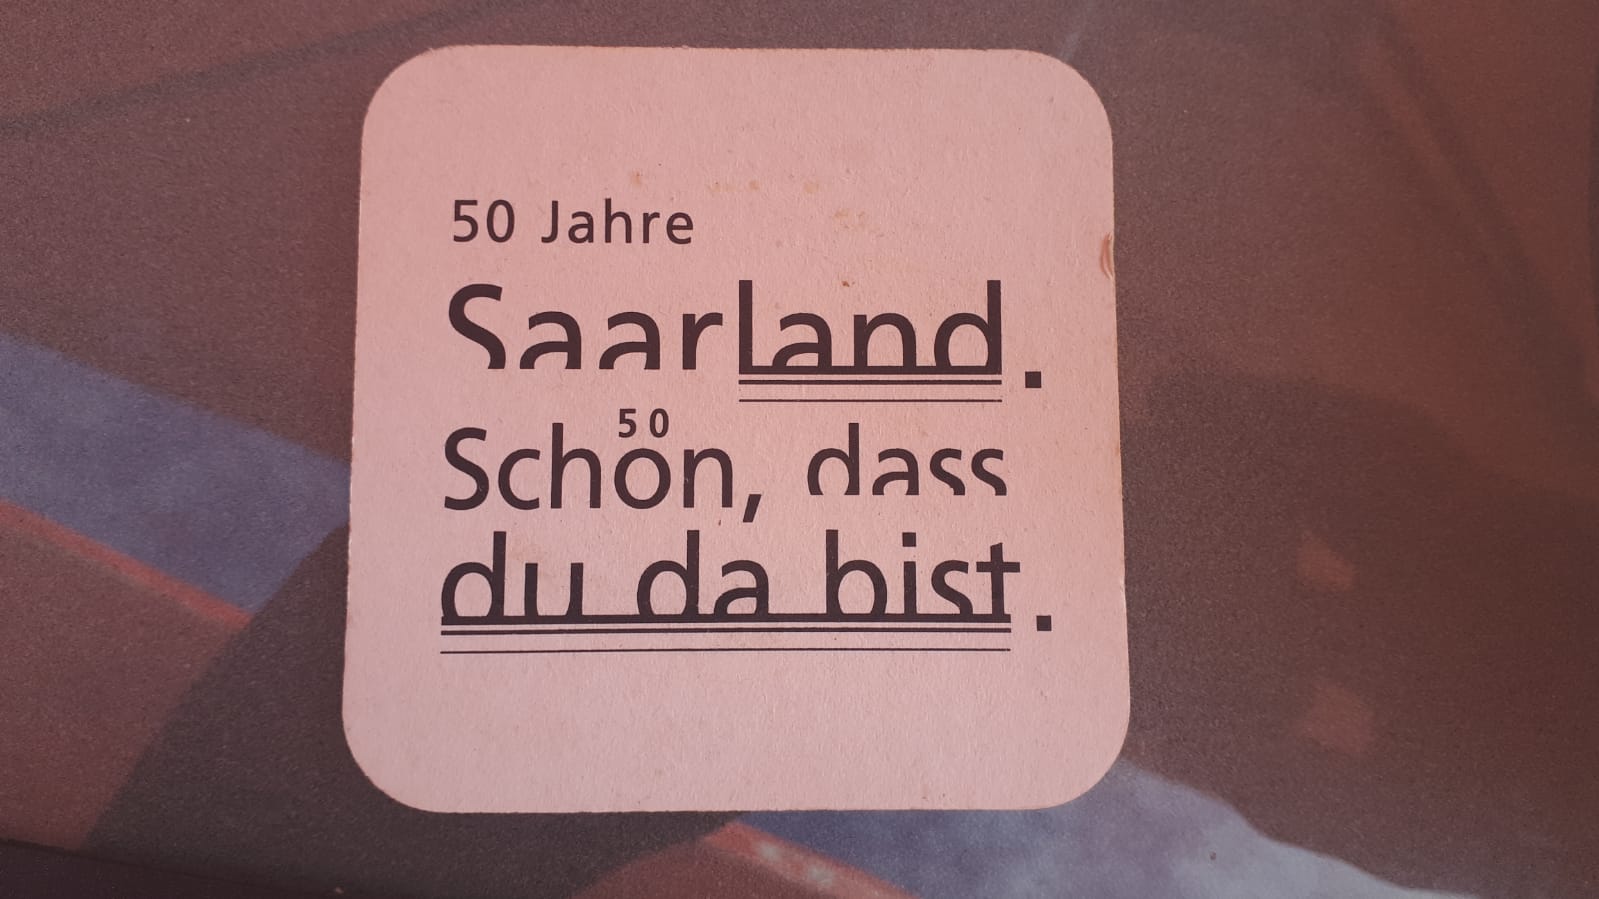 50 Jahre
Saarland.
50
Schön, dass
du da bist.